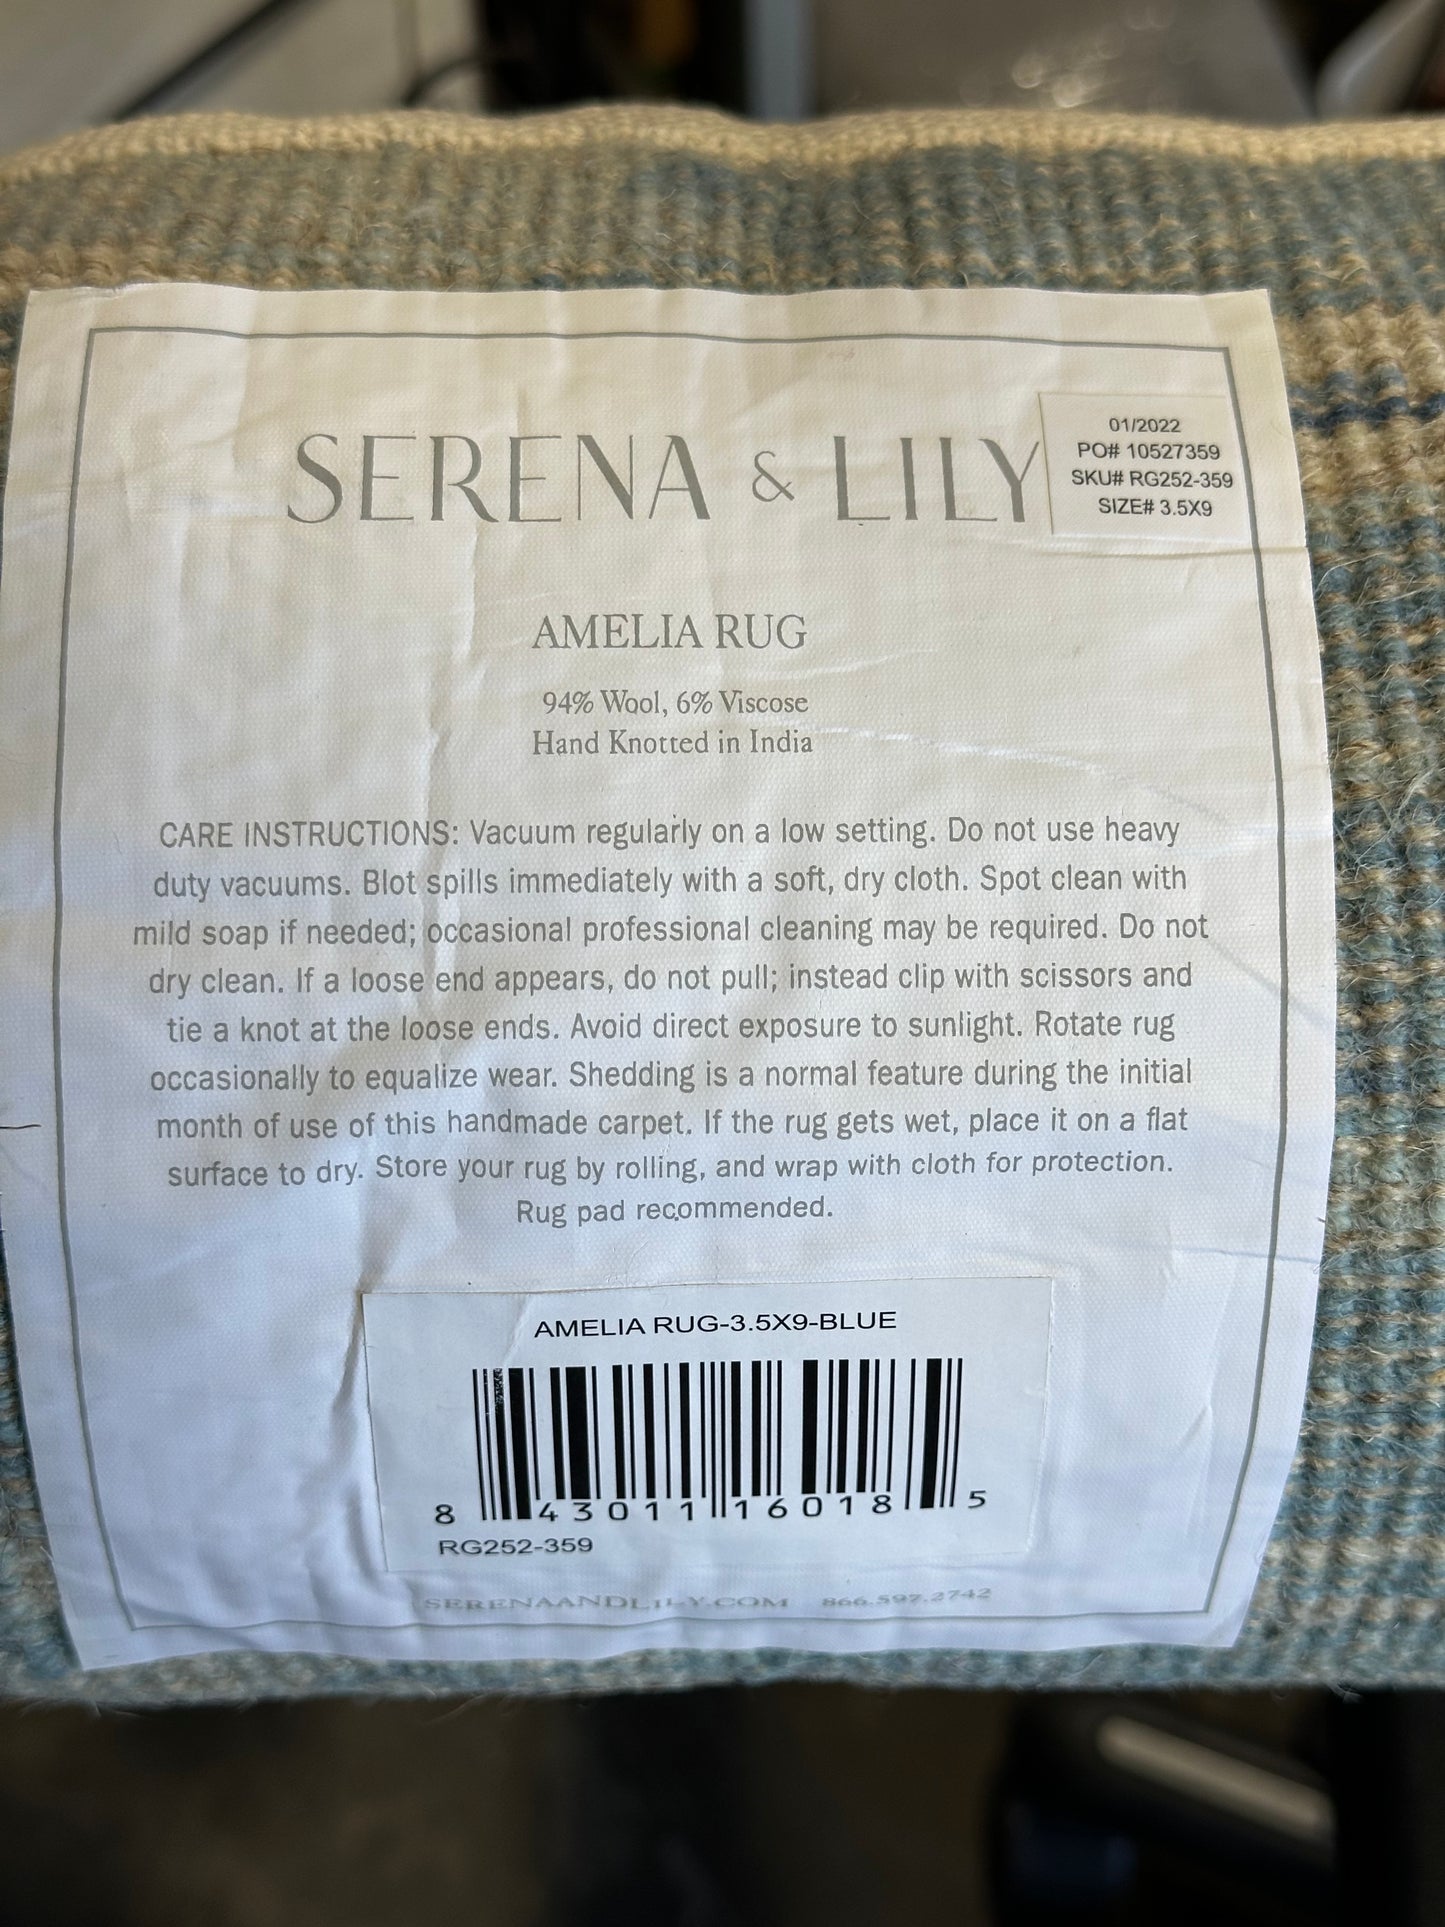 SERENA & LILY
01/2022
PO# 10527359
SKU# RG252-359
SIZE# 3.5X9
AMELIA RUG
94% Wool, 6% Viscose
Hand Knotted in India
CARE INSTRUCTIONS: Vacuum regularly on a low setting. Do not use heavy
duty vacuums. Blot spills immediately with a soft, dry cloth. Spot clean with
mild soap if needed; occasional professional cleaning may be required. Do not
dry clean. If a loose end appears, do not pull; instead clip with scissors and
tie a knot at the loose ends. Avoid direct exposure to sunlight. Rotate rug
occasionally to equalize wear. Shedding is a normal feature during the initial
month of use of this handmade carpet. If the rug gets wet, place it on a flat
surface to dry. Store your rug by rolling, and wrap with cloth for protection.
Rug pad recommended.
AMELIA RUG-3.5X9-BLUE
8 43011 16018 5
RG252-359
SERENAANDLILY.COM 866.597.2742